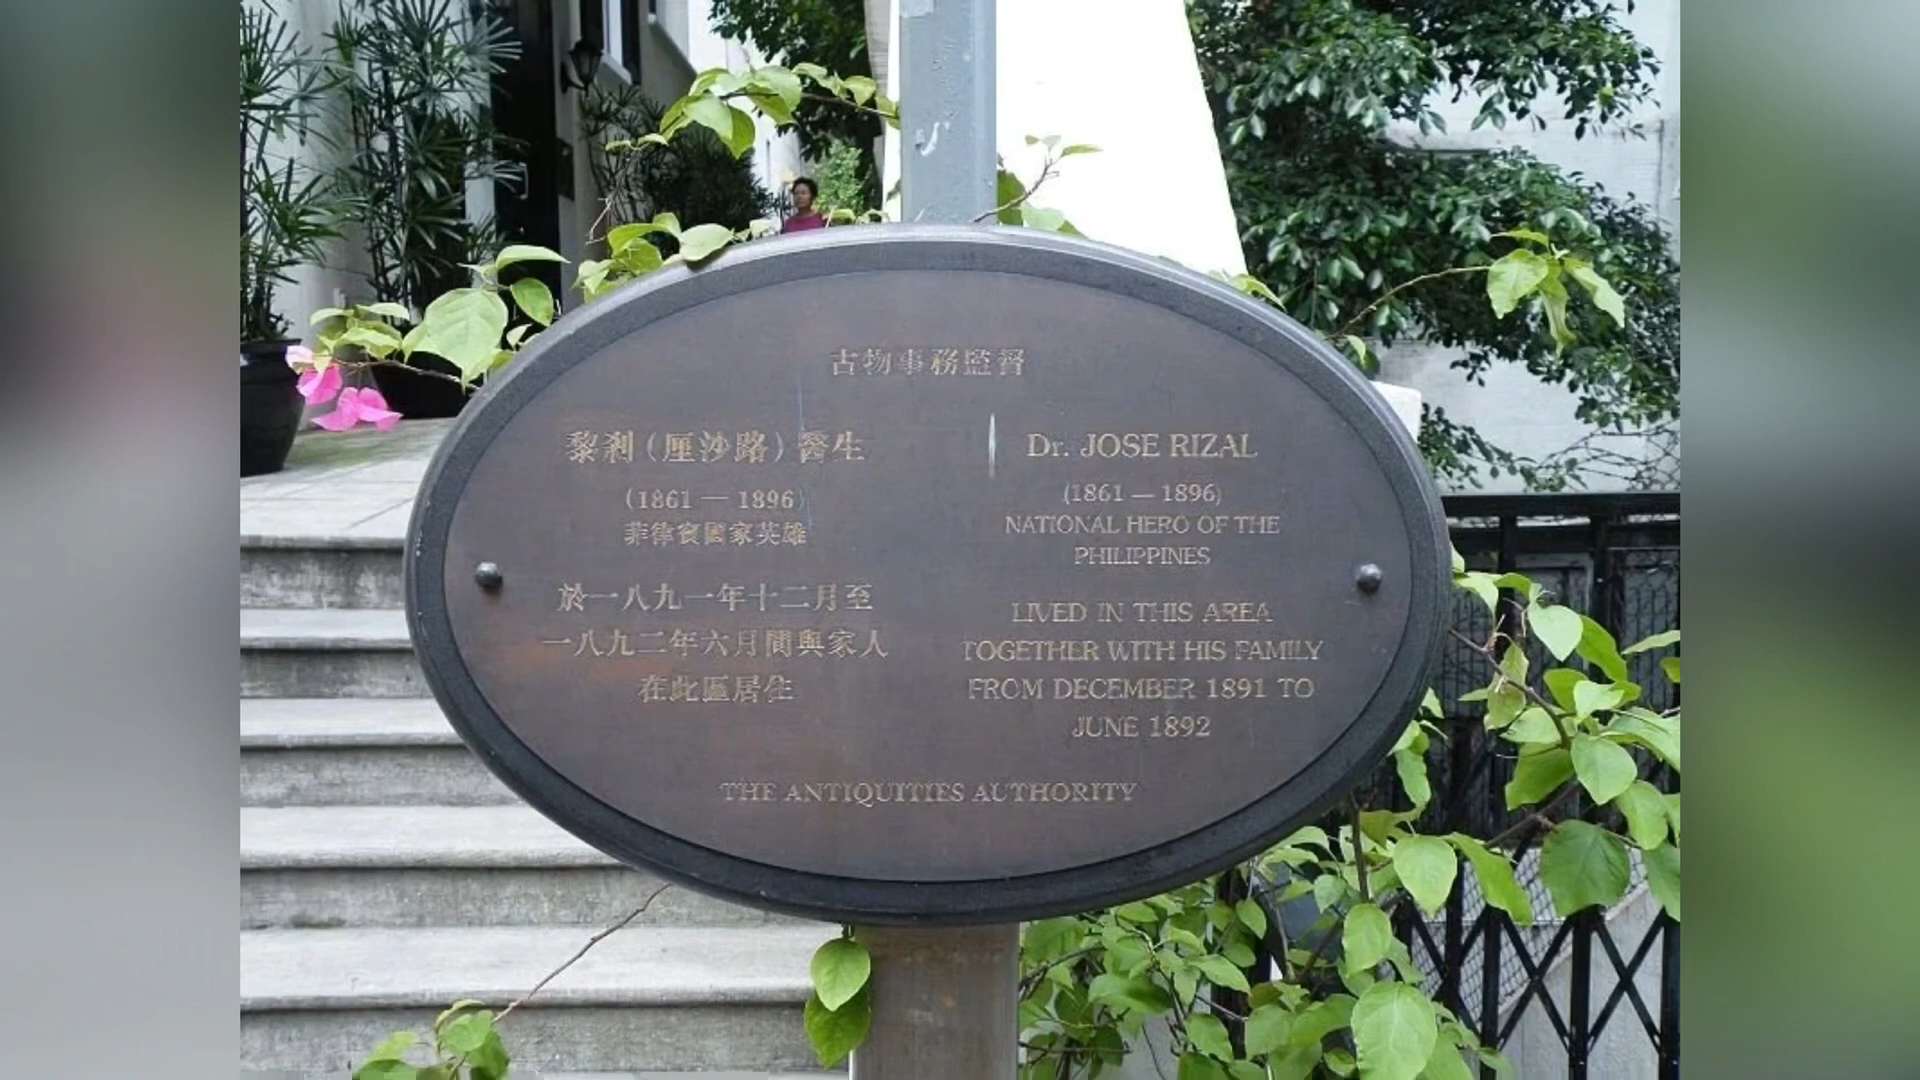 古物事務監督
黎剎（厘沙路）醫生
(1861 — 1896)
菲律賓國家英雄
於一八九一年十二月至
一八九二年六月間與家人
在此區居住
Dr. JOSE RIZAL
(1861 — 1896)
NATIONAL HERO OF THE
PHILIPPINES
LIVED IN THIS AREA
TOGETHER WITH HIS FAMILY
FROM DECEMBER 1891 TO
JUNE 1892
THE ANTIQUITIES AUTHORITY